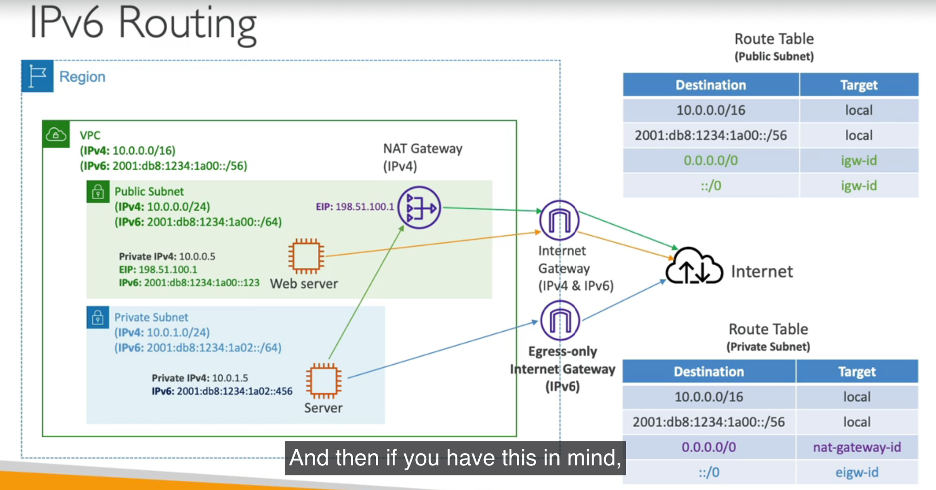 IPv6 Routing
Region
VPC
(IPv4: 10.0.0.0/16)
(IPv6: 2001:db8:1234:1a00::/56)
NAT Gateway
(IPv4)
Public Subnet
(IPv4: 10.0.0.0/24)
(IPv6: 2001:db8:1234:1a00::/64)
EIP: 198.51.100.1
Private IPv4: 10.0.0.5
EIP: 198.51.100.1
IPv6: 2001:db8:1234:1a00::123
Web server
Private Subnet
(IPv4: 10.0.1.0/24)
(IPv6: 2001:db8:1234:1a02::/64)
Private IPv4: 10.0.1.5
IPv6: 2001:db8:1234:1a02::456
Server
Internet
Gateway
(IPv4 & IPv6)
Internet
Egress-only
Internet Gateway
(IPv6)
Route Table
(Public Subnet)
Destination Target
10.0.0.0/16 local
2001:db8:1234:1a00::/56 local
0.0.0.0/0 igw-id
::/0 igw-id
Route Table
(Private Subnet)
Destination Target
10.0.0.0/16 local
2001:db8:1234:1a00::/56 local
0.0.0.0/0 nat-gateway-id
::/0 eigw-id
And then if you have this in mind,